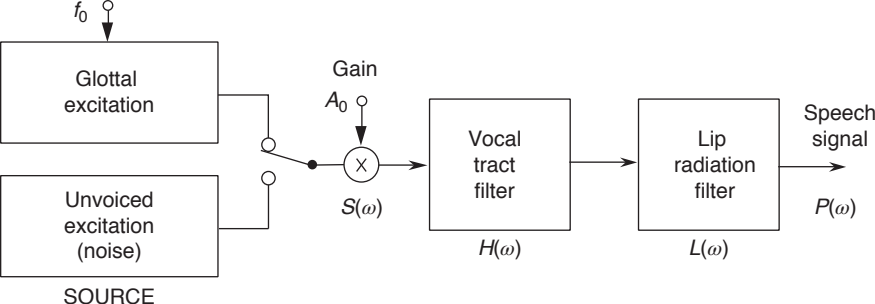 f0
Glottal
excitation
Unvoiced
excitation
(noise)
SOURCE
Gain
A0
X
S(ω)
Vocal
tract
filter
H(ω)
Lip
radiation
filter
L(ω)
Speech
signal
P(ω)